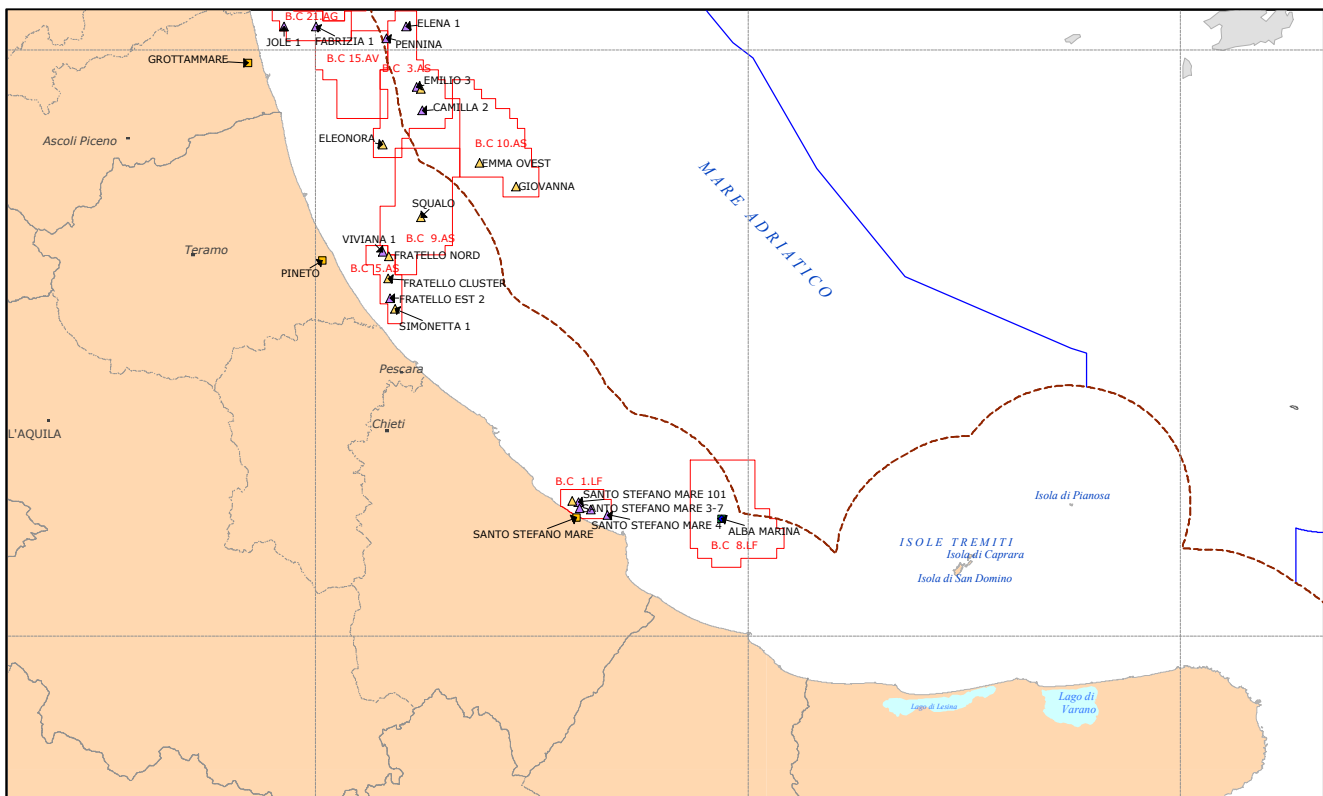 B.C 21.AG
ELENA 1
JOLE 1
FABRIZIA 1
PENNINA
GROTTAMMARE
B.C 15.AV
B.C 3.AS
EMILIO 3
CAMILLA 2
Ascoli Piceno
ELEONORA
B.C 10.AS
EMMA OVEST
GIOVANNA
MARE ADRIATICO
SQUALO
VIVIANA 1
B.C 9.AS
Teramo
FRATELLO NORD
PINETO
B.C 5.AS
FRATELLO CLUSTER
FRATELLO EST 2
SIMONETTA 1
Pescara
Chieti
L'AQUILA
B.C 1.LF
SANTO STEFANO MARE 101
SANTO STEFANO MARE 3-7
SANTO STEFANO MARE 4
SANTO STEFANO MARE
ALBA MARINA
B.C 8.LF
Isola di Pianosa
ISOLE TREMITI
Isola di Caprara
Isola di San Domino
Lago di Lesina
Lago di
Varano